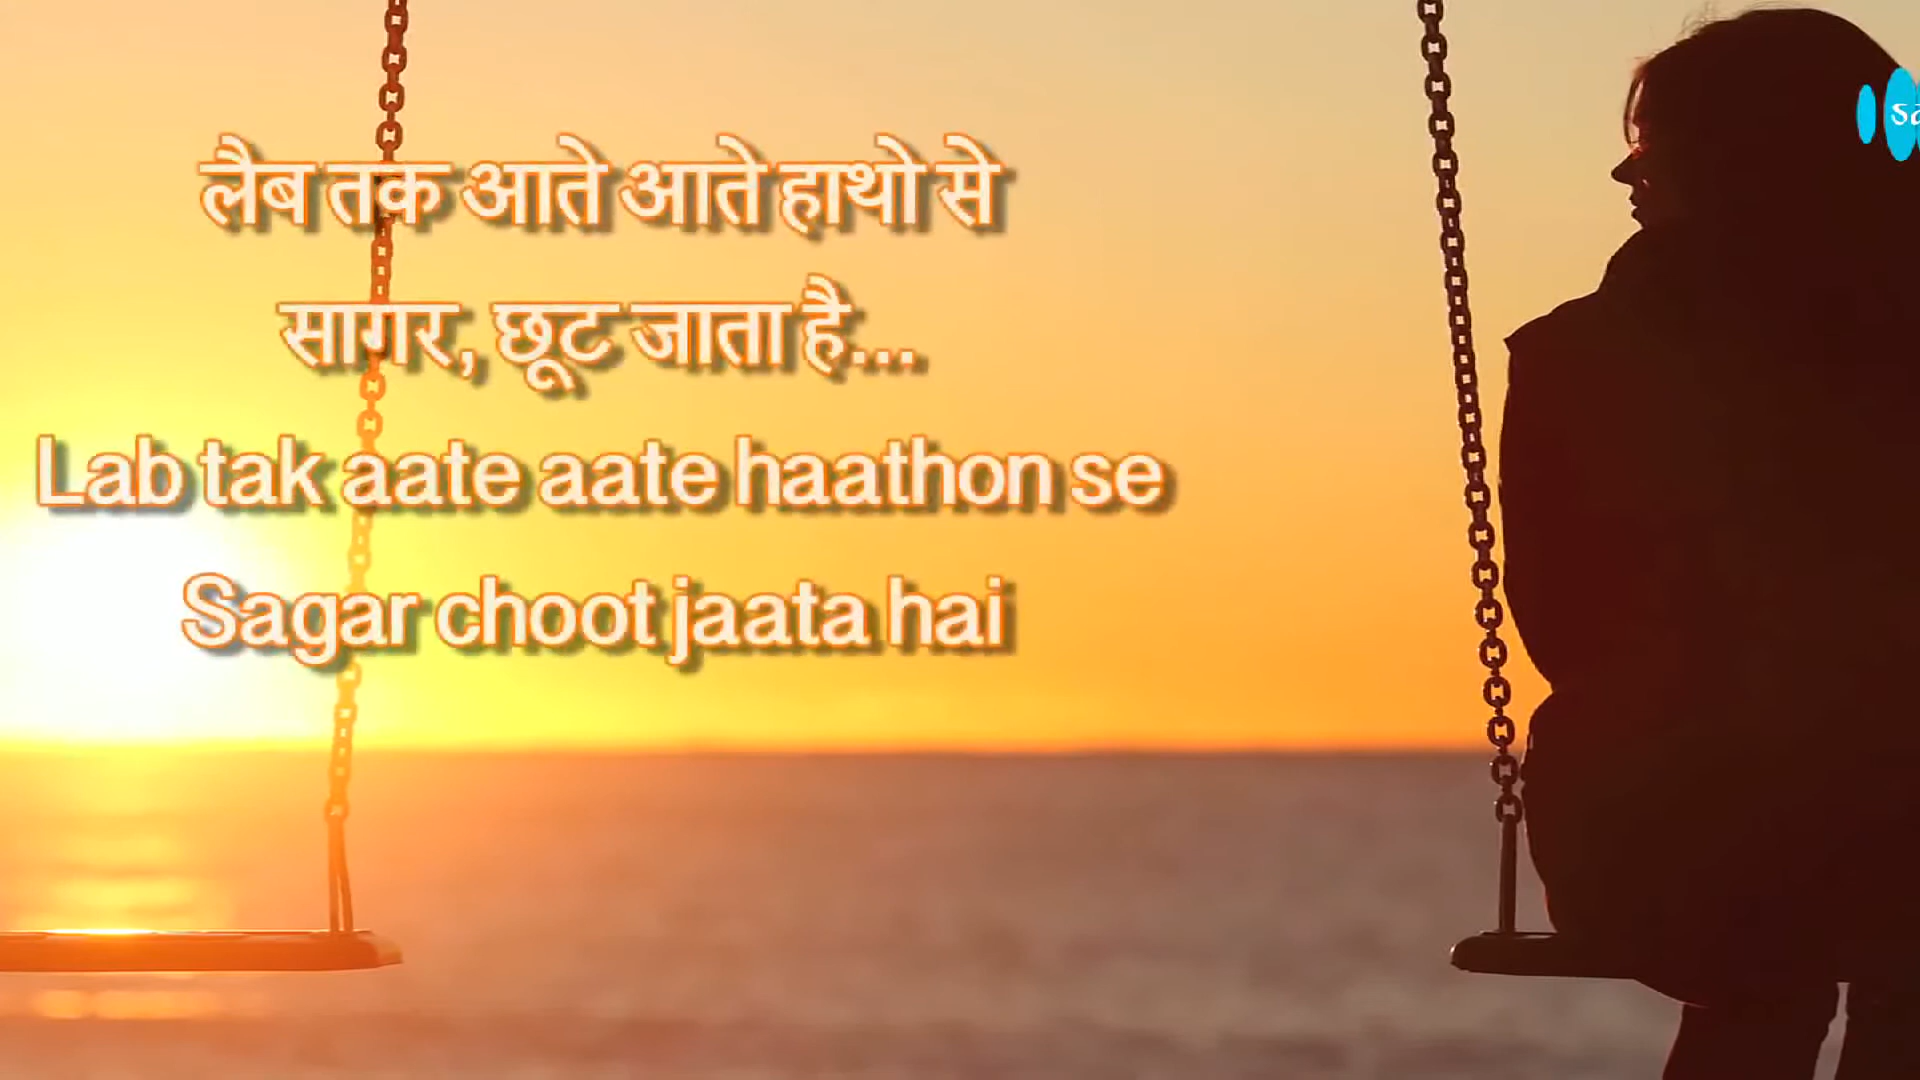 लैब तक आते आते हाथो से
सागर, छूट जाता है...
Lab tak aate aate haathon se
Sagar choot jaata hai